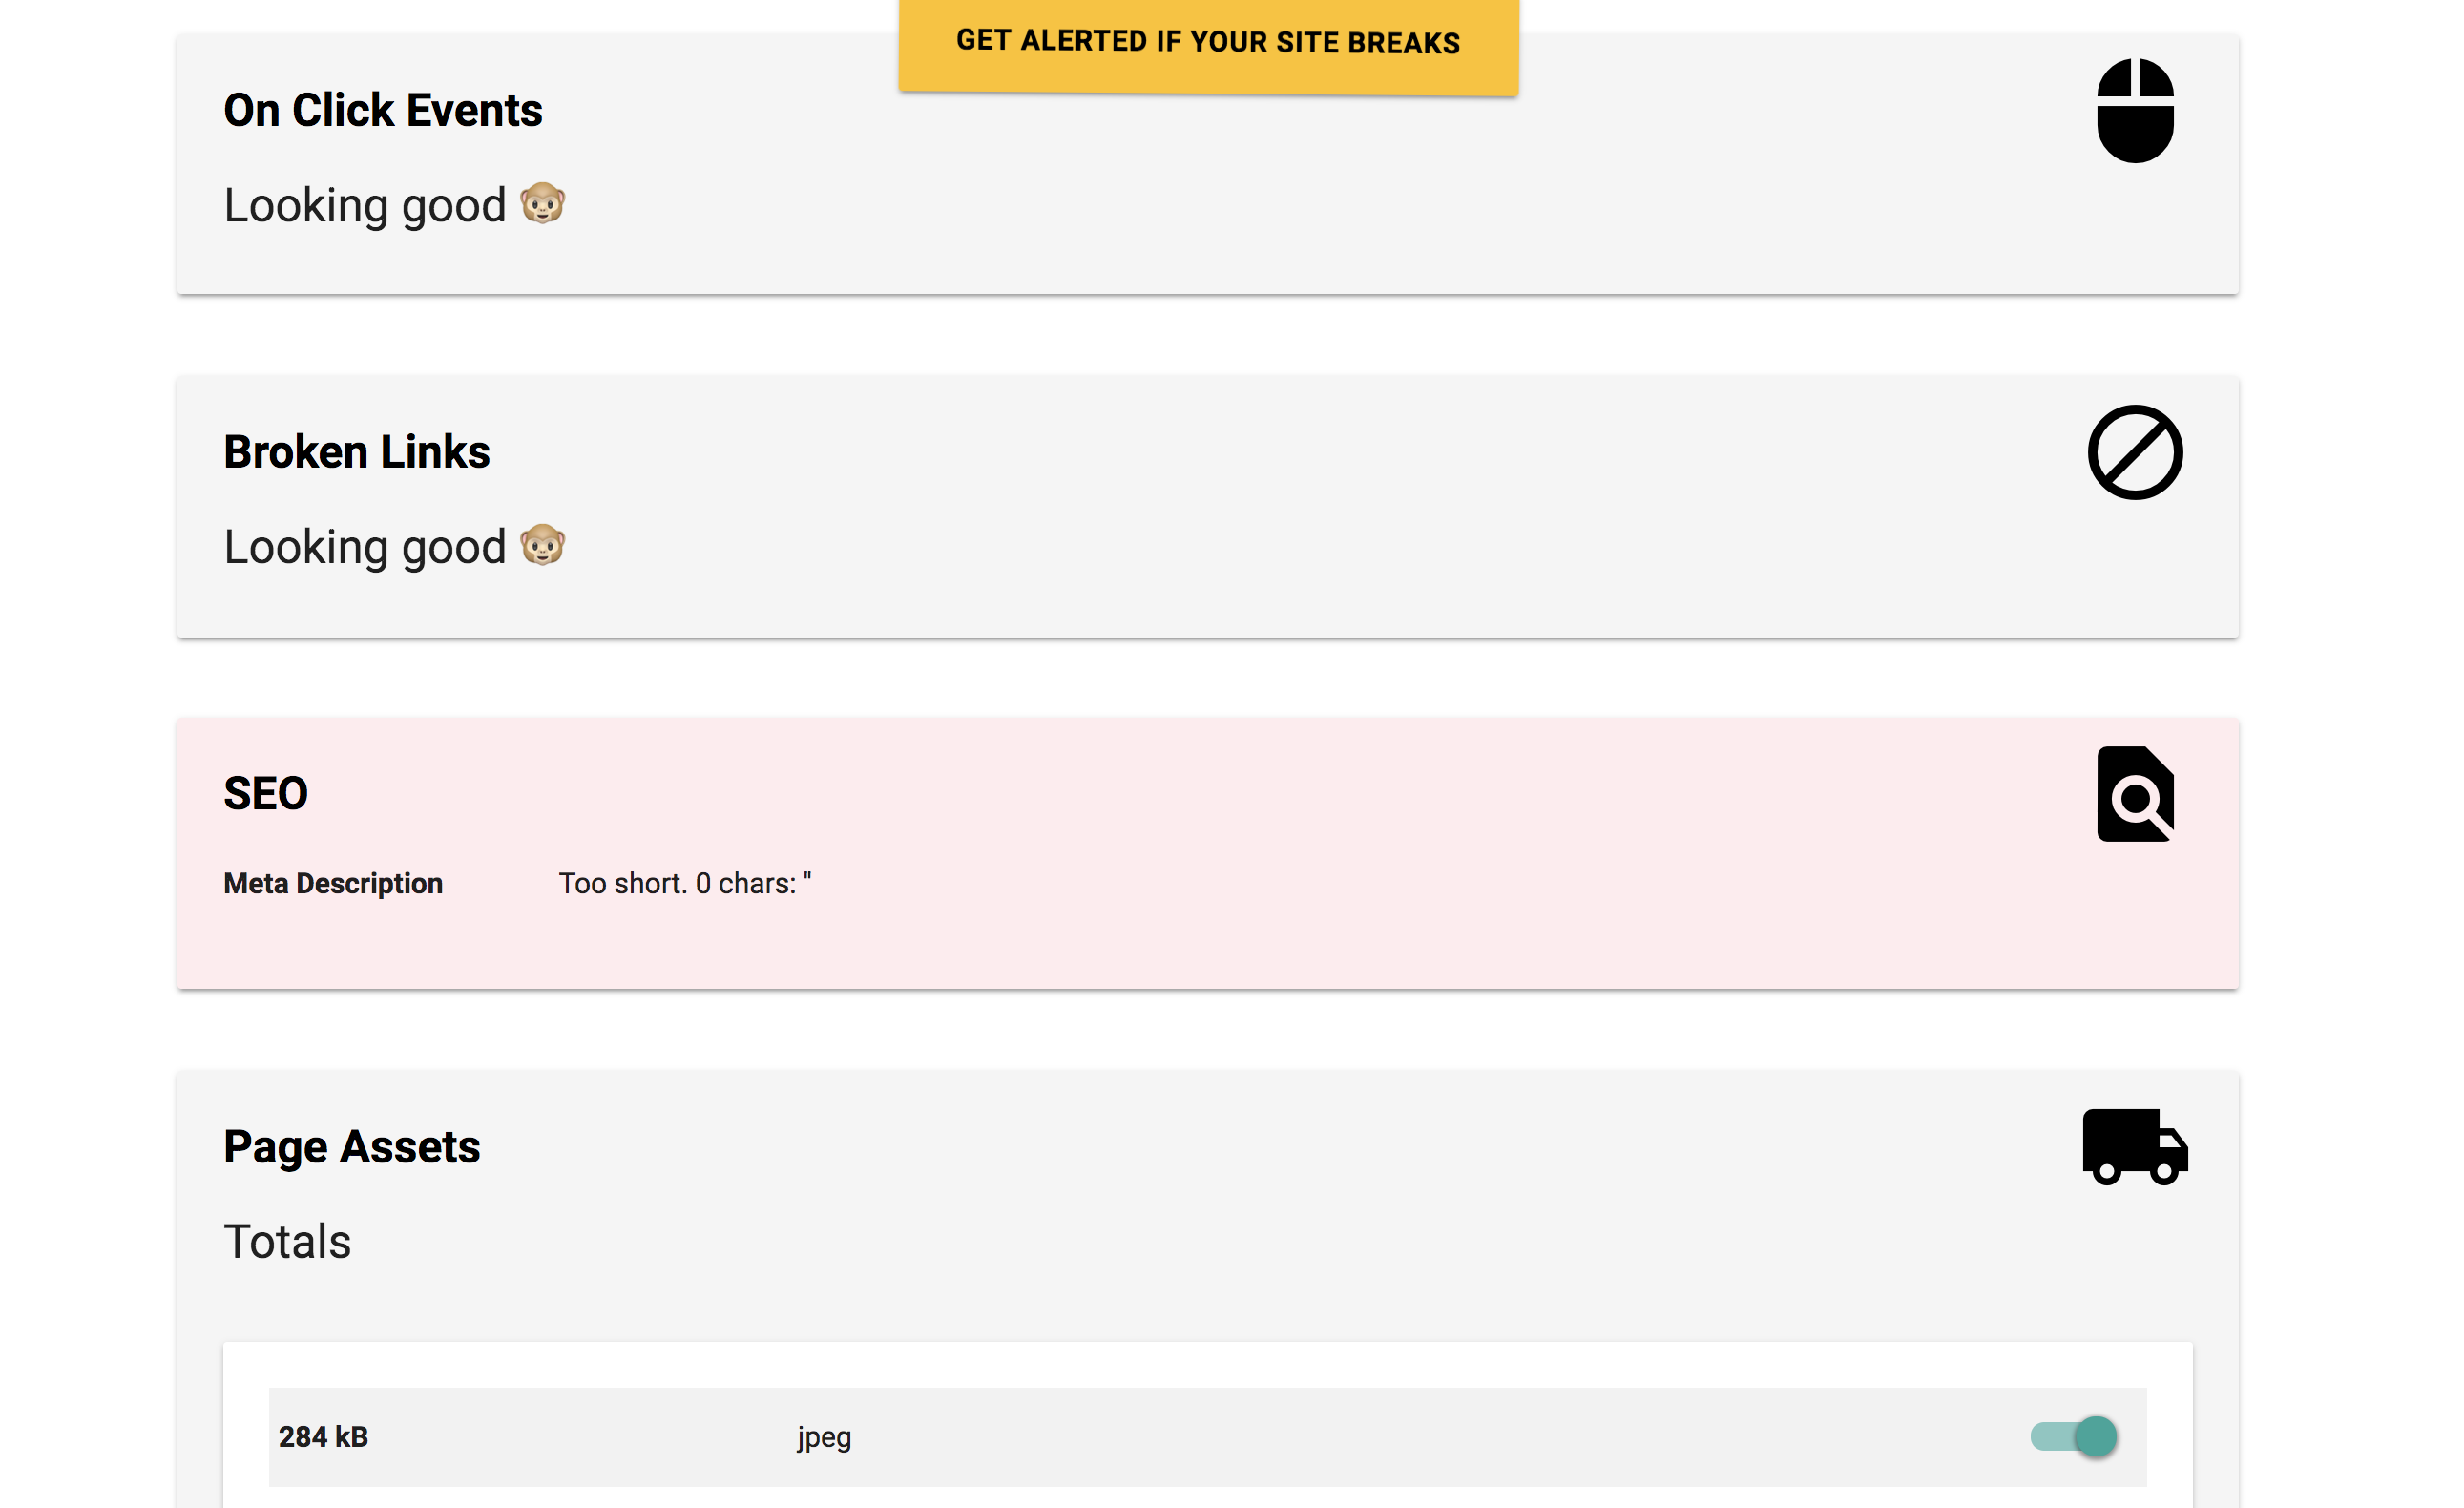 GET ALERTED IF YOUR SITE BREAKS
On Click Events
Looking good 🐵
Broken Links
Looking good 🐵
SEO
Meta Description Too short. 0 chars: "
Page Assets
Totals
284 kB jpeg